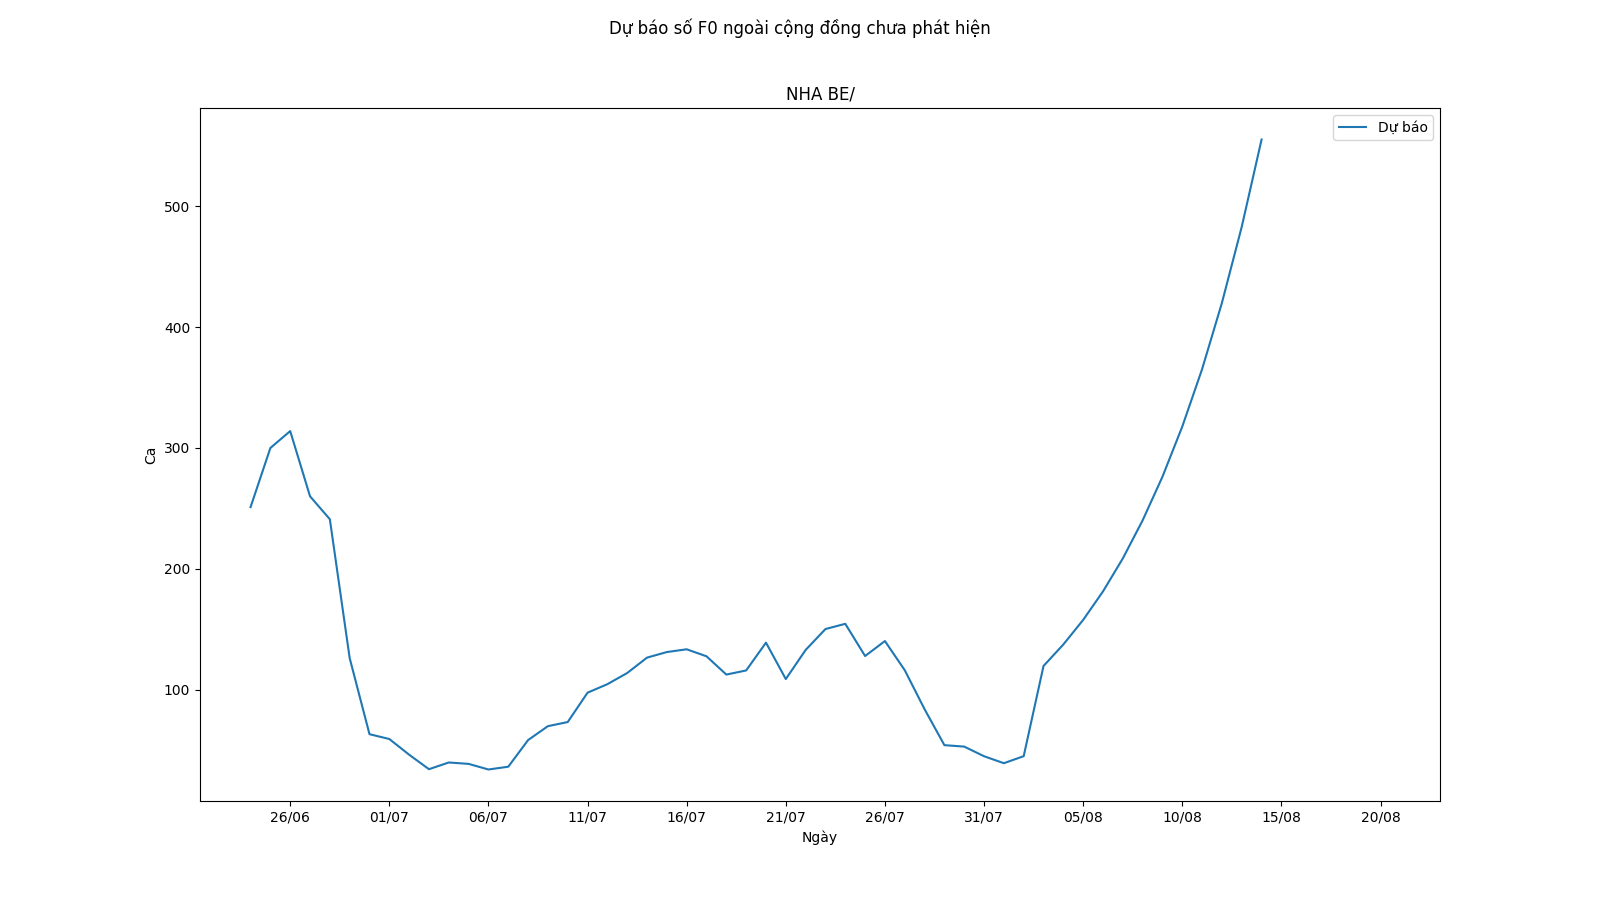 Dự báo số F0 ngoài cộng đồng chưa phát hiện
NHA BE/
Dự báo
500
400
300
200
100
Ca
26/06 01/07 06/07 11/07 16/07 21/07 26/07 31/07 05/08 10/08 15/08 20/08
Ngày